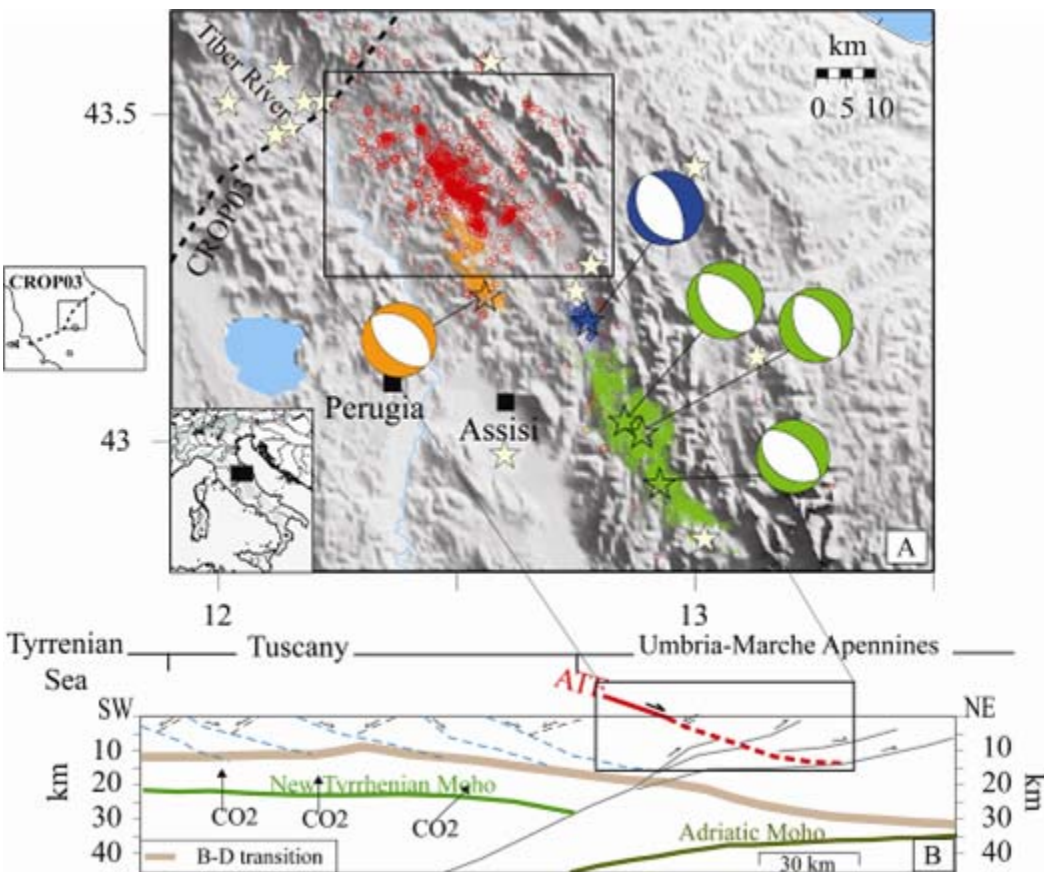 km
0 5 10
Tiber River
43.5
CROP03
CROP03
Perugia
Assisi
43
A
12
13
Tyrrenian
Sea
Tuscany
Umbria-Marche Apennines
ATF
SW
NE
10
20
30
40
km
10
20
30
40
km
New Tyrrhenian Moho
CO2
CO2
CO2
Adriatic Moho
B-D transition
30 km
B